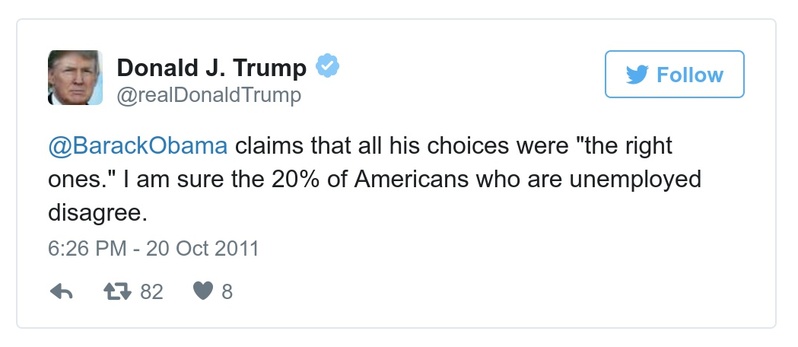 Donald J. Trump
@realDonaldTrump
Follow
@BarackObama claims that all his choices were "the right
ones." I am sure the 20% of Americans who are unemployed
disagree.
6:26 PM - 20 Oct 2011
82 8